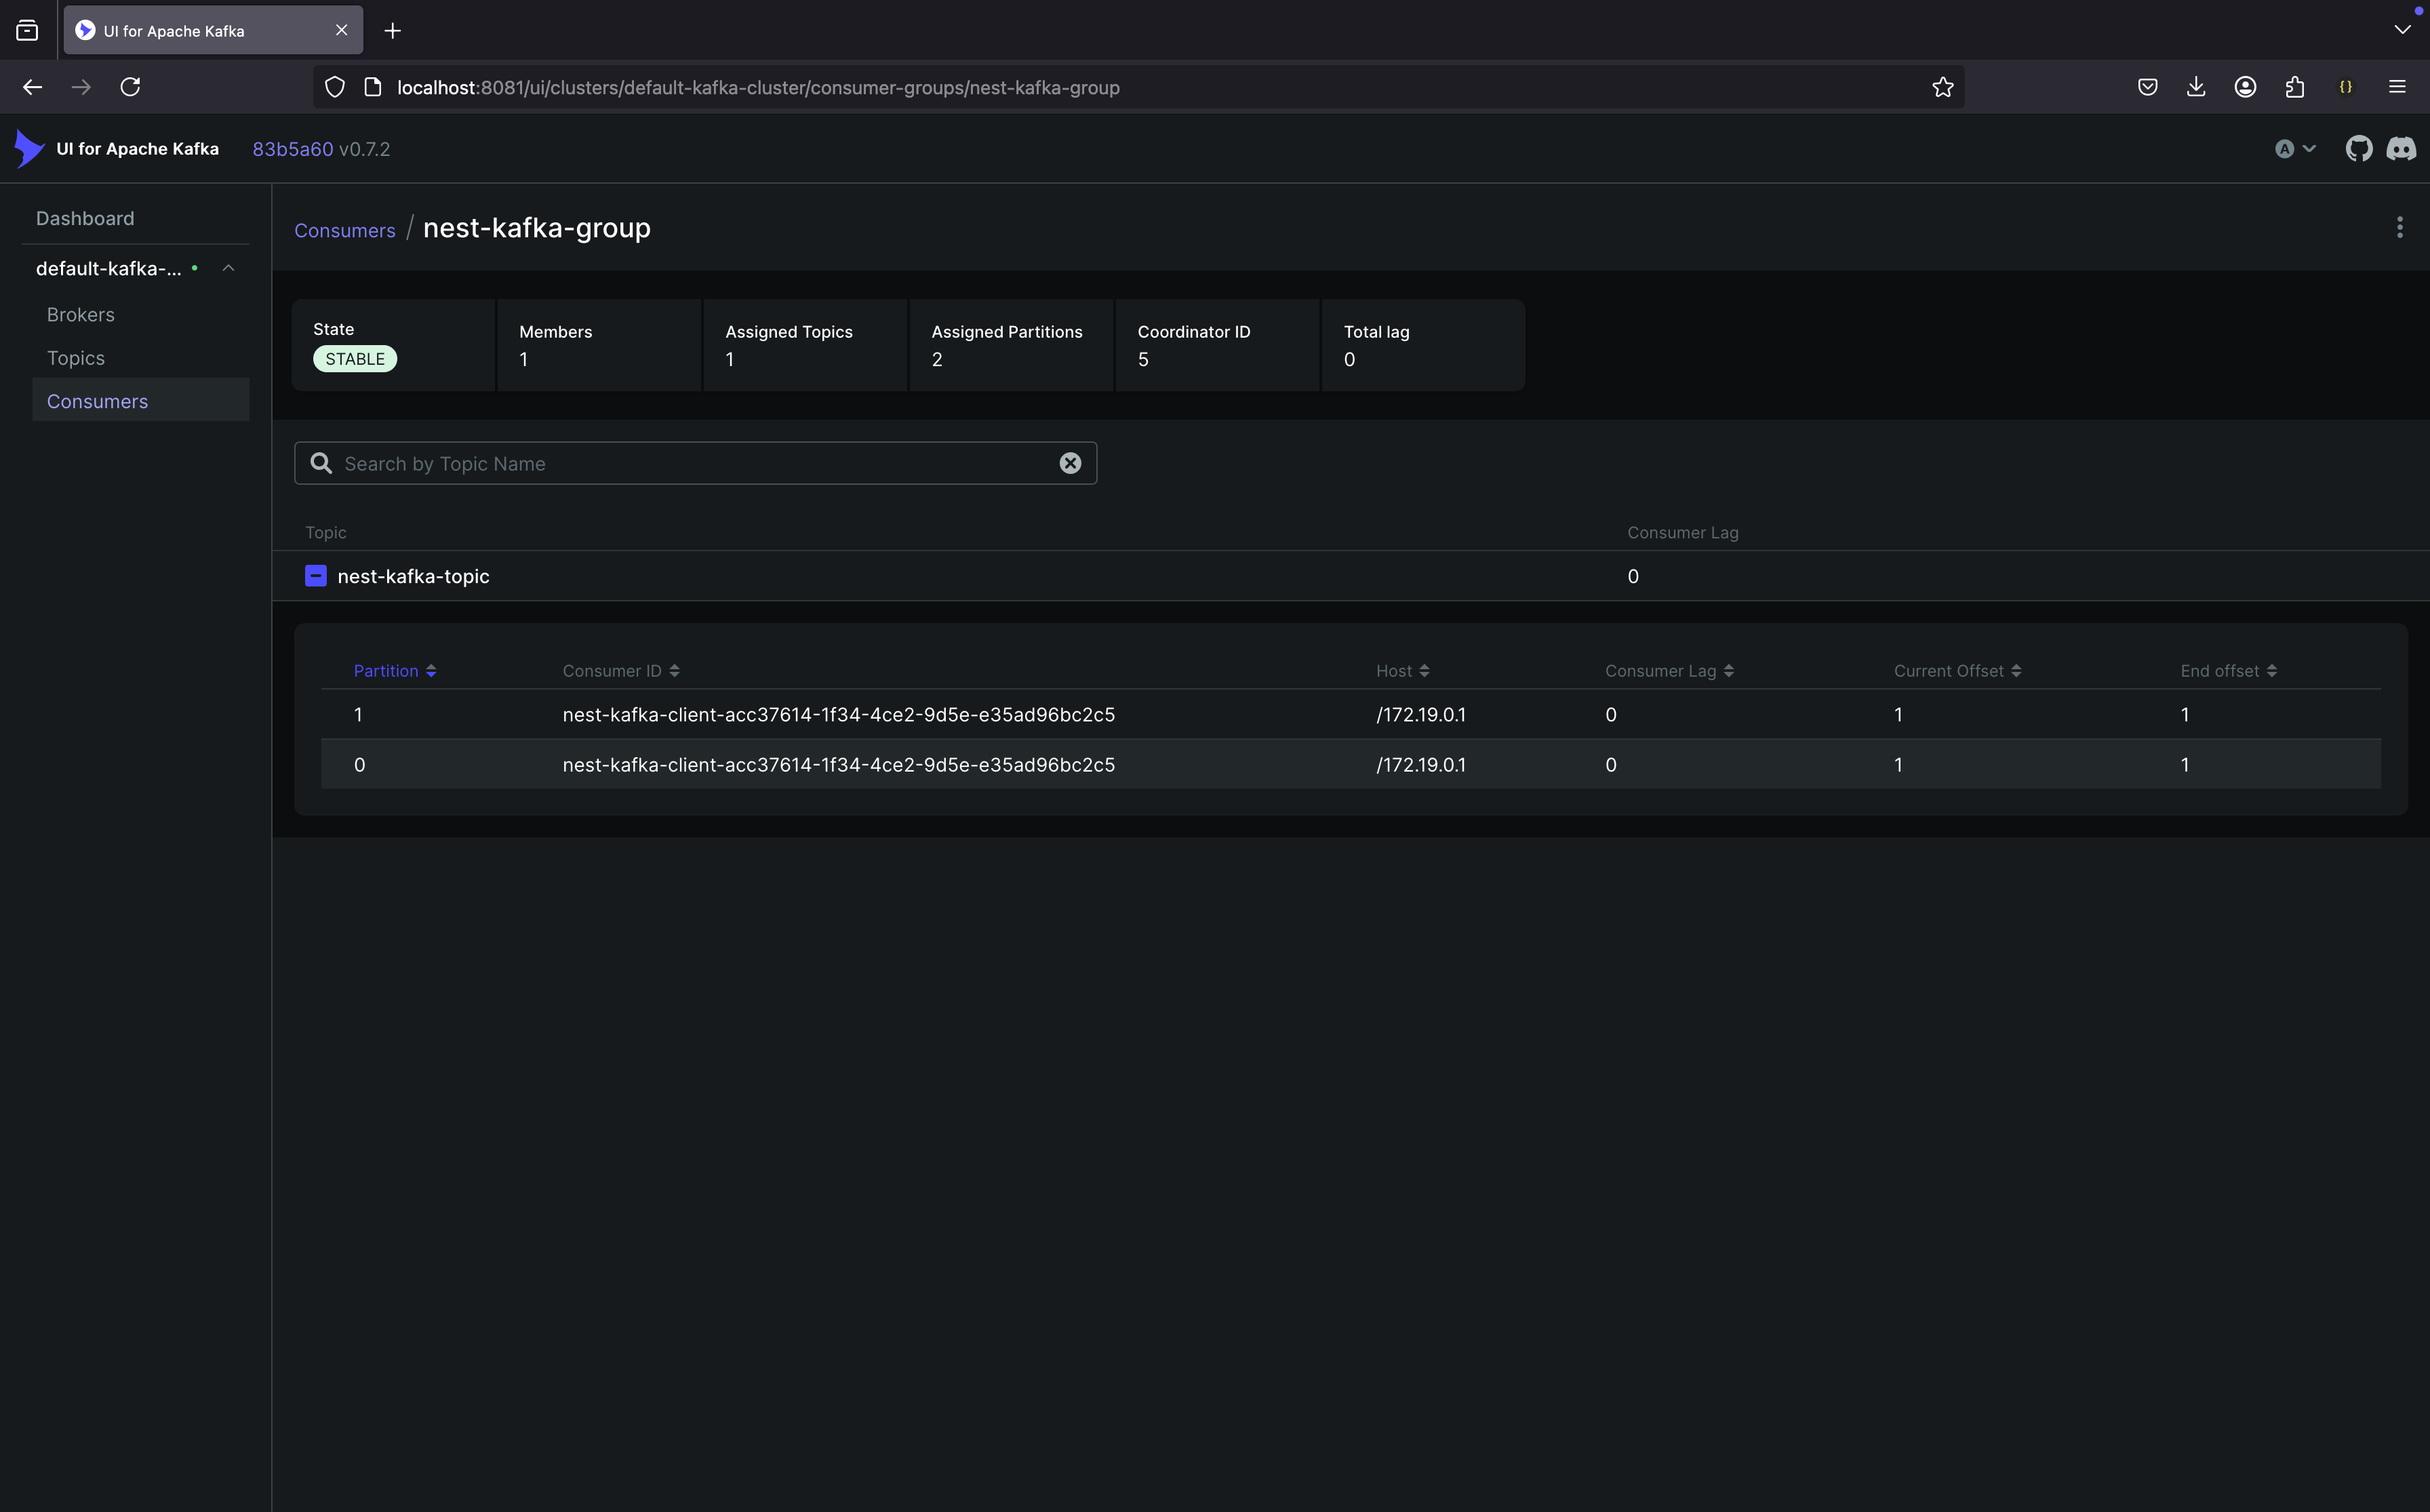 UI for Apache Kafka
localhost:8081/ui/clusters/default-kafka-cluster/consumer-groups/nest-kafka-group
{}
UI for Apache Kafka 83b5a60 v0.7.2
A
Dashboard
default-kafka-...
Brokers
Topics
Consumers
Consumers / nest-kafka-group
State Members Assigned Topics Assigned Partitions Coordinator ID Total lag
STABLE 1 1 2 5 0
Search by Topic Name
Topic Consumer Lag
nest-kafka-topic 0
Partition Consumer ID Host Consumer Lag Current Offset End offset
1 nest-kafka-client-acc37614-1f34-4ce2-9d5e-e35ad96bc2c5 /172.19.0.1 0 1 1
0 nest-kafka-client-acc37614-1f34-4ce2-9d5e-e35ad96bc2c5 /172.19.0.1 0 1 1